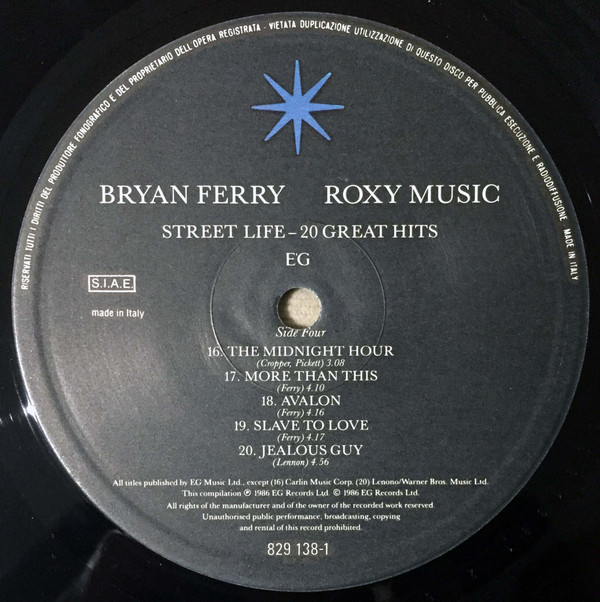 RISERVATI TUTTI I DIRITTI DEL PRODUTTORE FONOGRAFICO E DEL PROPRIETARIO DELL'OPERA REGISTRATA - VIETATA DUPLICAZIONE UTILIZZAZIONE DI QUESTO DISCO PER PUBBLICA ESECUZIONE E RADIODIFFUSIONE. MADE IN ITALY
BRYAN FERRY ROXY MUSIC
STREET LIFE – 20 GREAT HITS
EG
S.I.A.E.
made in Italy
Side Four
16. THE MIDNIGHT HOUR
(Cropper, Pickett) 3.08
17. MORE THAN THIS
(Ferry) 4.10
18. AVALON
(Ferry) 4.16
19. SLAVE TO LOVE
(Ferry) 4.17
20. JEALOUS GUY
(Lennon) 4.56
All titles published by EG Music Ltd., except (16) Carlin Music Corp. (20) Lenono/Warner Bros. Music Ltd.
This compilation ℗ 1986 EG Records Ltd. © 1986 EG Records Ltd.
All rights of the manufacturer and of the owner of the recorded work reserved.
Unauthorised public performance, broadcasting, copying
and rental of this record prohibited.
829 138-1